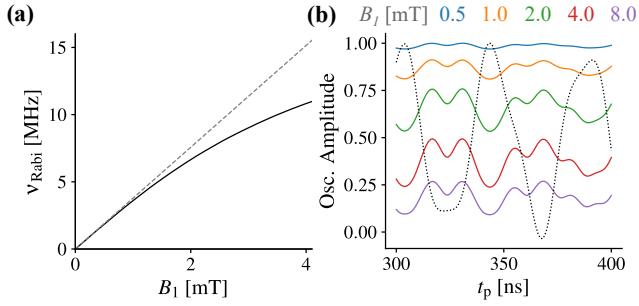 (a)
ν_Rabi [MHz]
15
10
5
0
0
2
4
B_1 [mT]
(b)
B_I [mT] 0.5 1.0 2.0 4.0 8.0
Osc. Amplitude
1.00
0.75
0.50
0.25
0.00
300
350
400
t_p [ns]